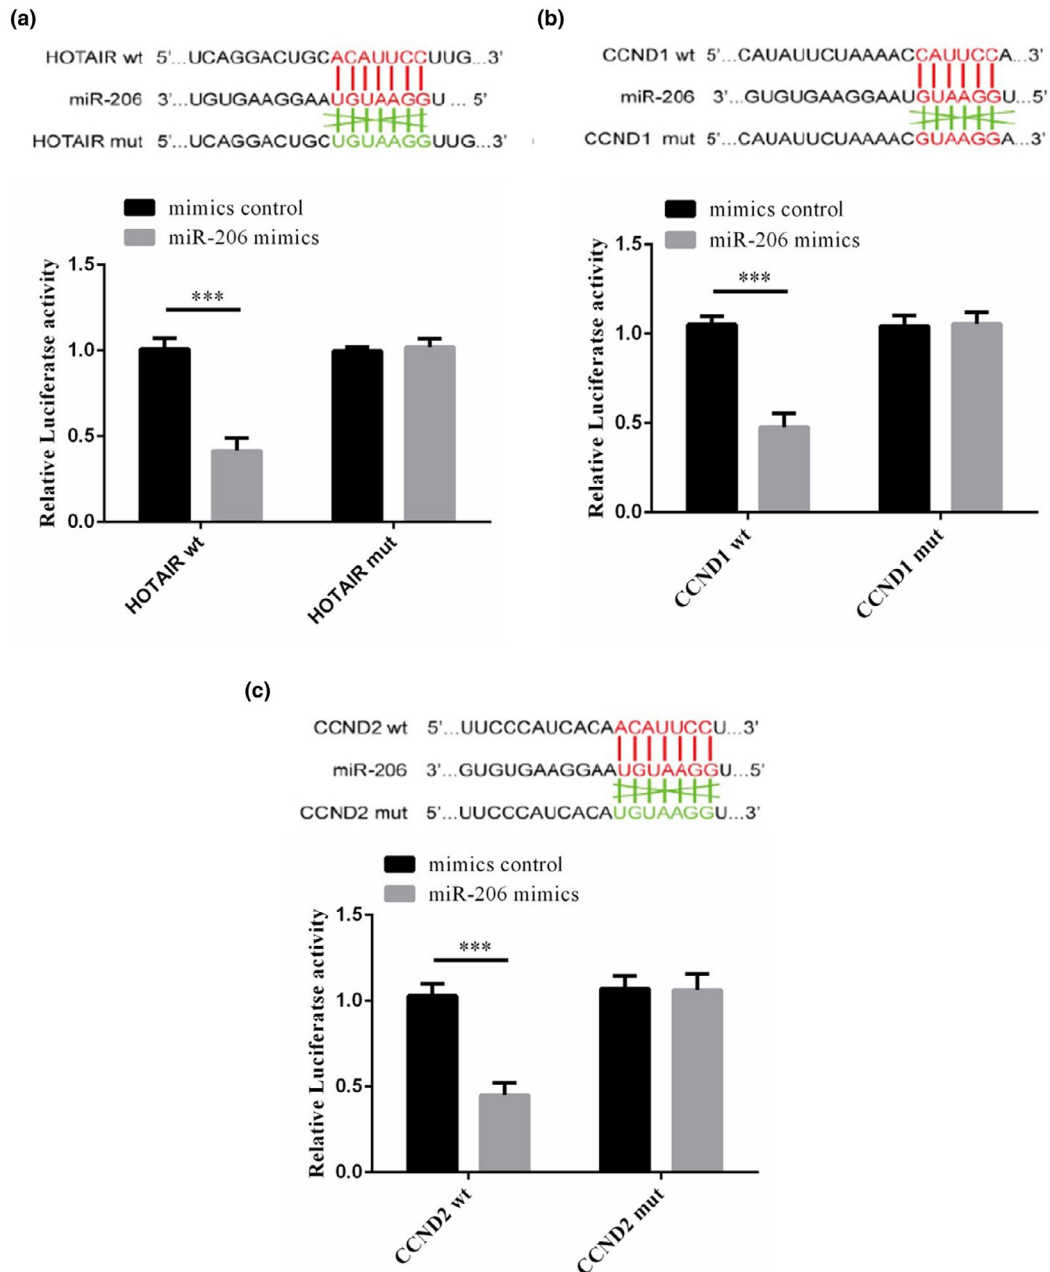 (a)
HOTAIR wt 5'...UCAGGACUGCACAUUCCUUG...3'
miR-206 3'...UGUGAAGGAAUGUAAGGU ... 5'
HOTAIR mut 5'...UCAGGACUGCUGUAAGGUUG...3'
mimics control
miR-206 mimics
Relative Luciferatse activity
1.5
***
1.0
0.5
0.0
HOTAIR wt
HOTAIR mut
(b)
CCND1 wt 5'...CAUAUUCUAAAACCAUUCCA...3'
miR-206 3'...GUGUGAAGGAAUGUAAGGU...5'
CCND1 mut 5'...CAUAUUCUAAAACGUAAGGA...3'
mimics control
miR-206 mimics
Relative Luciferatse activity
1.5
***
1.0
0.5
0.0
CCND1 wt
CCND1 mut
(c)
CCND2 wt 5'...UUCCCAUCACAACAUUCCU...3'
miR-206 3'...GUGUGAAGGAAUGUAAGGU...5'
CCND2 mut 5'...UUCCCAUCACAUGUAAGGU...3'
mimics control
miR-206 mimics
Relative Luciferatse activity
1.5
***
1.0
0.5
0.0
CCND2 wt
CCND2 mut